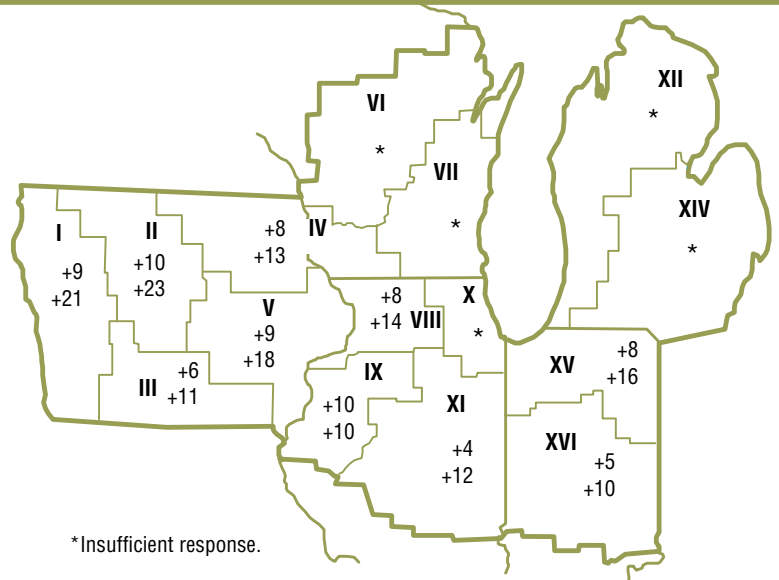 XII
*
VI
*
VII
*
XIV
*
I
+9
+21
II
+10
+23
+8
+13
IV
V
+9
+18
+8
+14
VIII
X
*
III
+6
+11
IX
+10
+10
XI
+4
+12
XV
+8
+16
XVI
+5
+10
*Insufficient response.